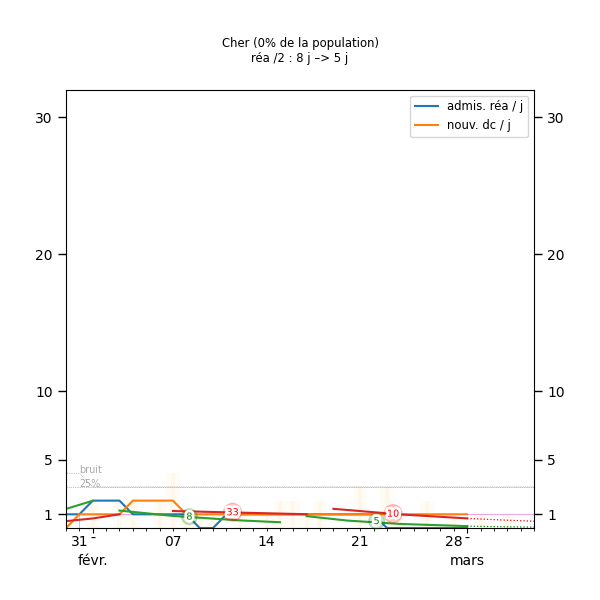 Cher (0% de la population)
réa /2 : 8 j –> 5 j
admis. réa / j
nouv. dc / j
30
30
20
20
10
10
5
5
bruit
25%
1
1
8
33
5
10
31
07
14
21
28
févr.
mars